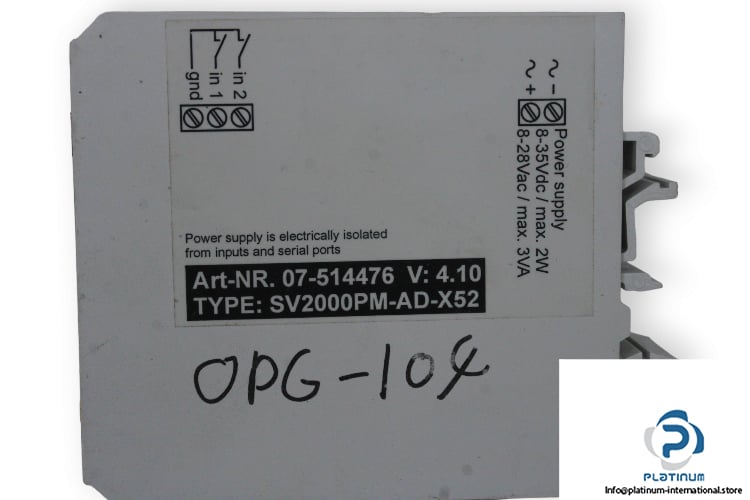 gnd
in 1
in 2
~ ~
+ -
Power supply
8-35Vdc / max. 2W
8-28Vac / max. 3VA
Power supply is electrically isolated
from inputs and serial ports
Art-NR. 07-514476 V: 4.10
TYPE: SV2000PM-AD-X52
OPG-104
PLATINUM
Info@platinum-international.store